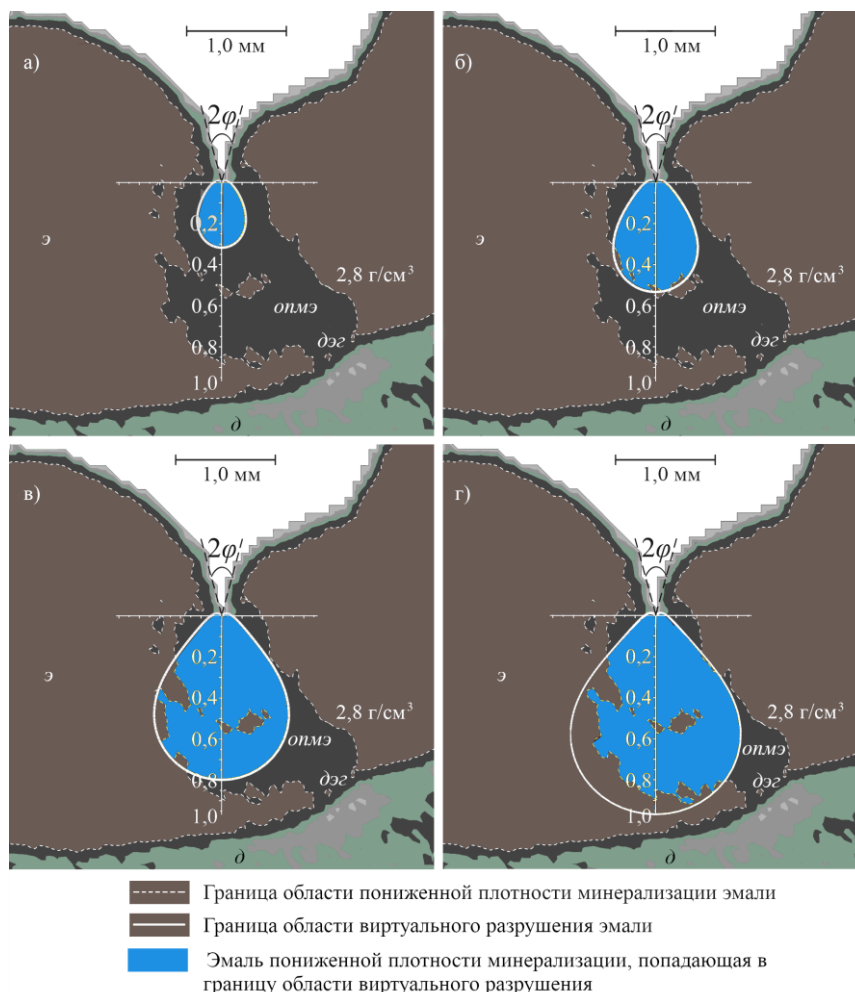 а)
1,0 мм
2φ
0,2
0,4
0,6
0,8
1,0
э
2,8 г/см³
опмэ
дэг
д
б)
1,0 мм
2φ
0,2
0,4
0,6
0,8
1,0
э
2,8 г/см³
опмэ
дэг
д
в)
1,0 мм
2φ
0,2
0,4
0,6
0,8
1,0
э
2,8 г/см³
опмэ
дэг
д
г)
1,0 мм
2φ
0,2
0,4
0,6
0,8
1,0
э
2,8 г/см³
опмэ
дэг
д
Граница области пониженной плотности минерализации эмали
Граница области виртуального разрушения эмали
Эмаль пониженной плотности минерализации, попадающая в
границу области виртуального разрушения